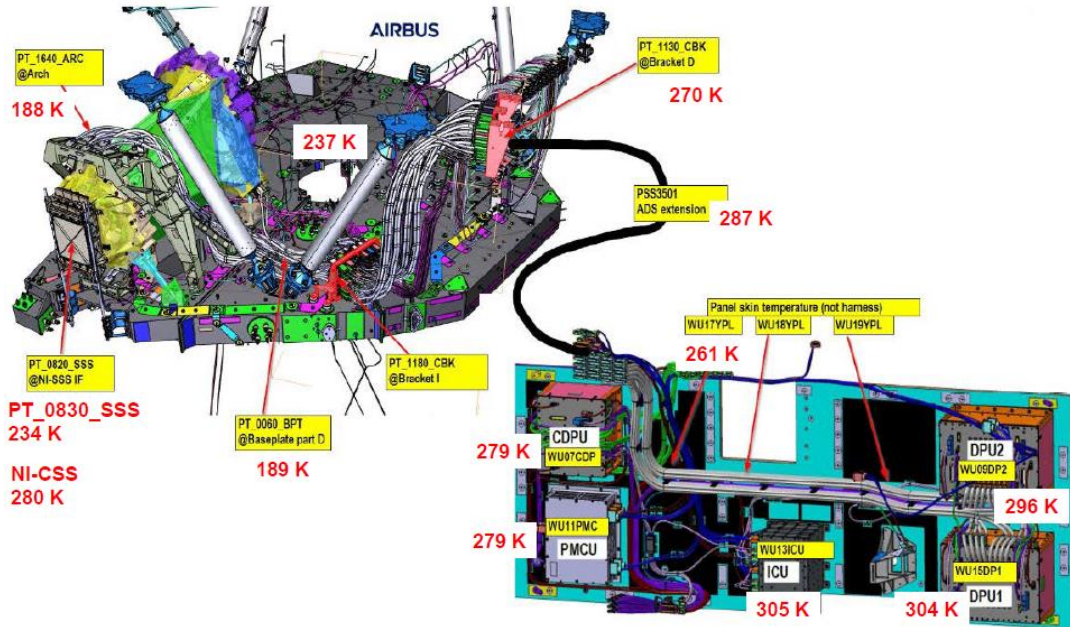 AIRBUS
PT_1640_ARC
@Arch
188 K
PT_1130_CBK
@Bracket D
270 K
237 K
PSS3501
ADS extension
287 K
Panel skin temperature (not harness)
WU17YPL
WU18YPL
WU19YPL
261 K
PT_0820_SSS
@NI-SSS IF
PT_0830_SSS
234 K
NI-CSS
280 K
PT_0060_BPT
@Baseplate part D
189 K
PT_1180_CBK
@Bracket I
CDPU
WU07CDP
279 K
WU11PMC
PMCU
279 K
WU13ICU
ICU
305 K
DPU2
WU09DP2
296 K
WU15DP1
DPU1
304 K